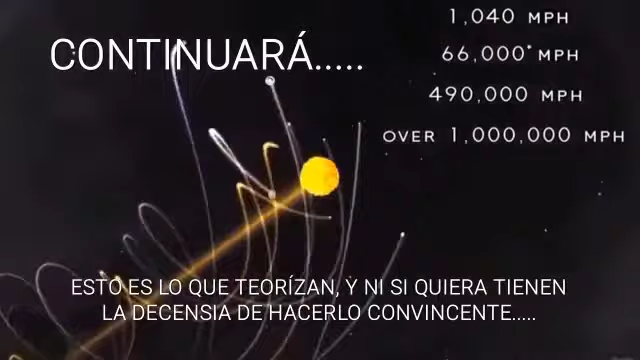 1,040 MPH
CONTINUARÁ.....
66,000 MPH
490,000 MPH
OVER 1,000,000 MPH
ESTO ES LO QUE TEORÍZAN, Y NI SI QUIERA TIENEN
LA DECENSIA DE HACERLO CONVINCENTE.....